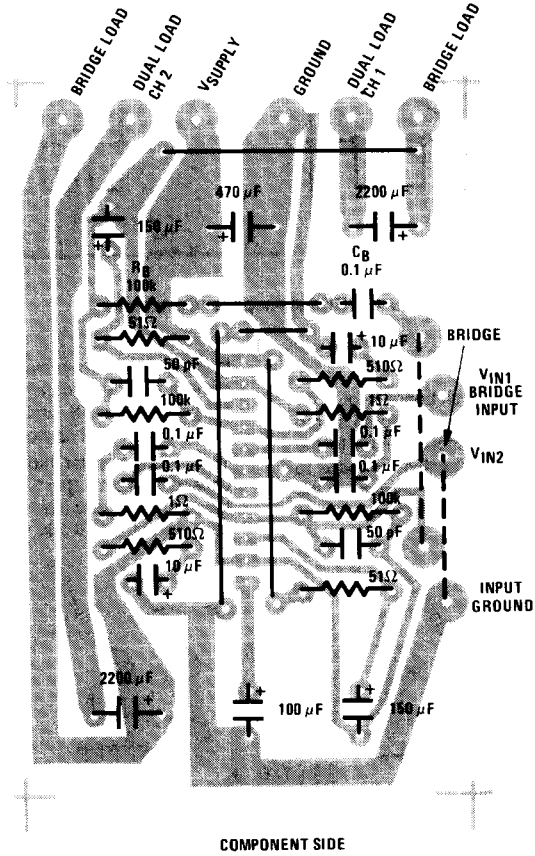 BRIDGE LOAD
DUAL LOAD
CH 2
VSUPPLY
GROUND
DUAL LOAD
CH 1
BRIDGE LOAD
150 µF
+
470 µF
+
2200 µF
+
CB
0.1 µF
RB
100k
51Ω
10 µF
+
BRIDGE
50 pF
510Ω
VIN1
BRIDGE
INPUT
100k
1Ω
0.1 µF
0.1 µF
VIN2
0.1 µF
0.1 µF
1Ω
100k
510Ω
50 pF
10 µF
+
51Ω
INPUT
GROUND
2200 µF
+
+
100 µF
+
150 µF
COMPONENT SIDE